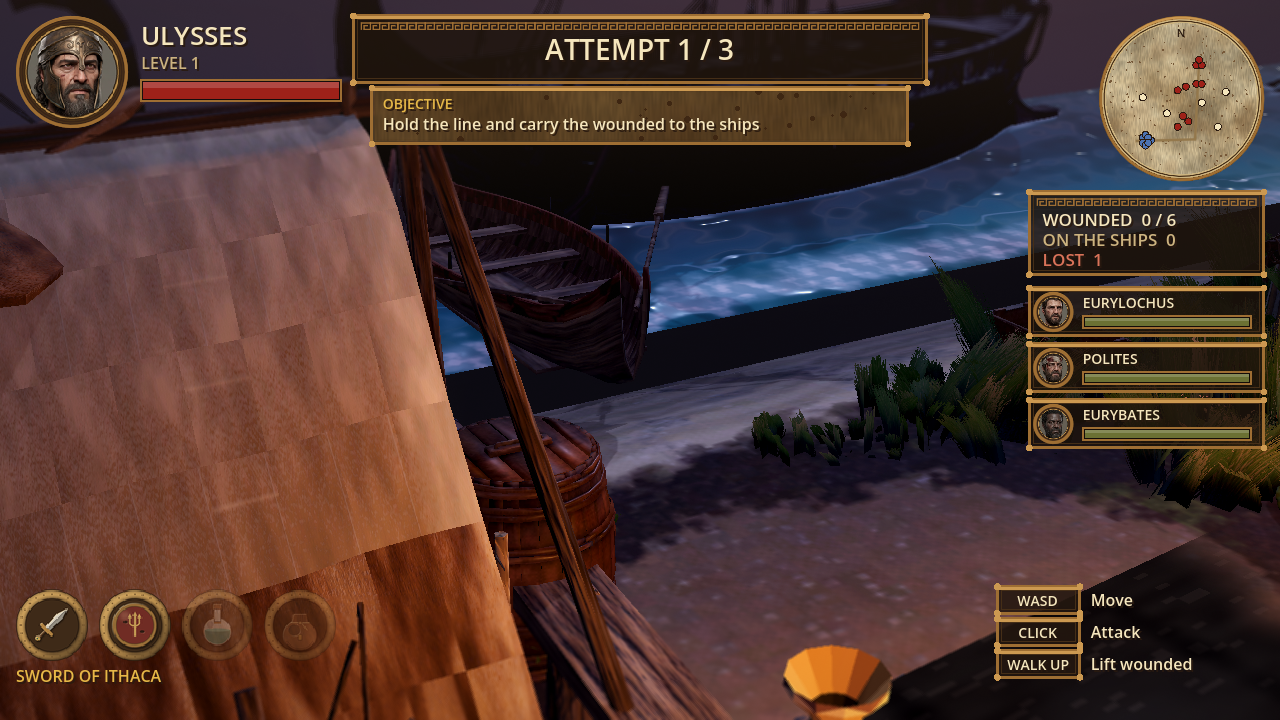 ULYSSES
LEVEL 1
ATTEMPT 1 / 3
OBJECTIVE
Hold the line and carry the wounded to the ships
N
WOUNDED 0 / 6
ON THE SHIPS 0
LOST 1
EURYLOCHUS
POLITES
EURYBATES
SWORD OF ITHACA
WASD Move
CLICK Attack
WALK UP Lift wounded